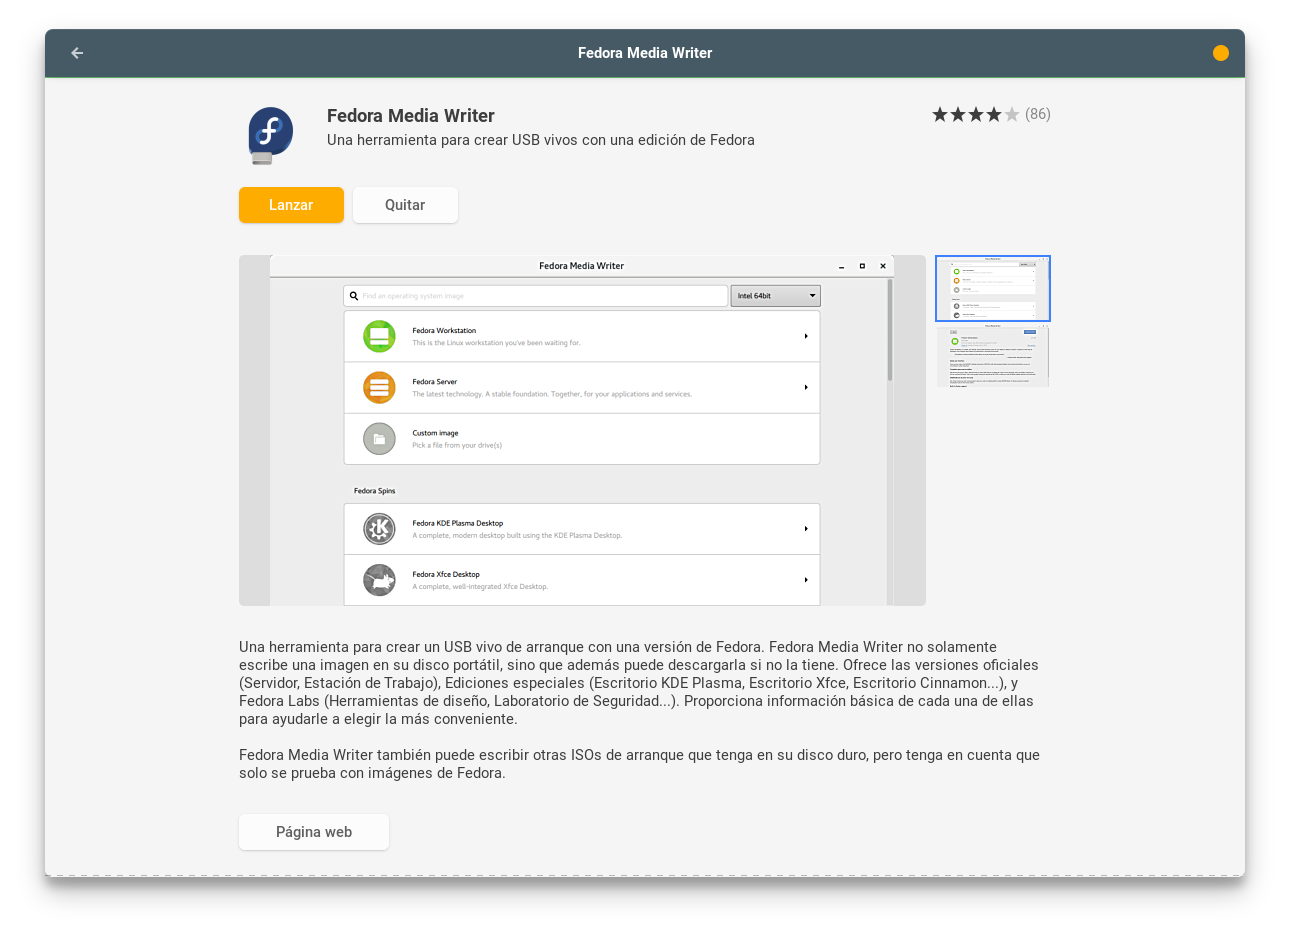 Fedora Media Writer
Fedora Media Writer
(86)
Una herramienta para crear USB vivos con una edición de Fedora
Lanzar
Quitar
Fedora Media Writer
Find an operating system image
Intel 64bit
Fedora Workstation
This is the Linux workstation you've been waiting for.
Fedora Server
The latest technology. A stable foundation. Together, for your applications and services.
Custom image
Pick a file from your drive(s)
Fedora Spins
Fedora KDE Plasma Desktop
A complete, modern desktop built using the KDE Plasma Desktop.
Fedora Xfce Desktop
A complete, well-integrated Xfce Desktop.
Una herramienta para crear un USB vivo de arranque con una versión de Fedora. Fedora Media Writer no solamente
escribe una imagen en su disco portátil, sino que además puede descargarla si no la tiene. Ofrece las versiones oficiales
(Servidor, Estación de Trabajo), Ediciones especiales (Escritorio KDE Plasma, Escritorio Xfce, Escritorio Cinnamon...), y
Fedora Labs (Herramientas de diseño, Laboratorio de Seguridad...). Proporciona información básica de cada una de ellas
para ayudarle a elegir la más conveniente.
Fedora Media Writer también puede escribir otras ISOs de arranque que tenga en su disco duro, pero tenga en cuenta que
solo se prueba con imágenes de Fedora.
Página web